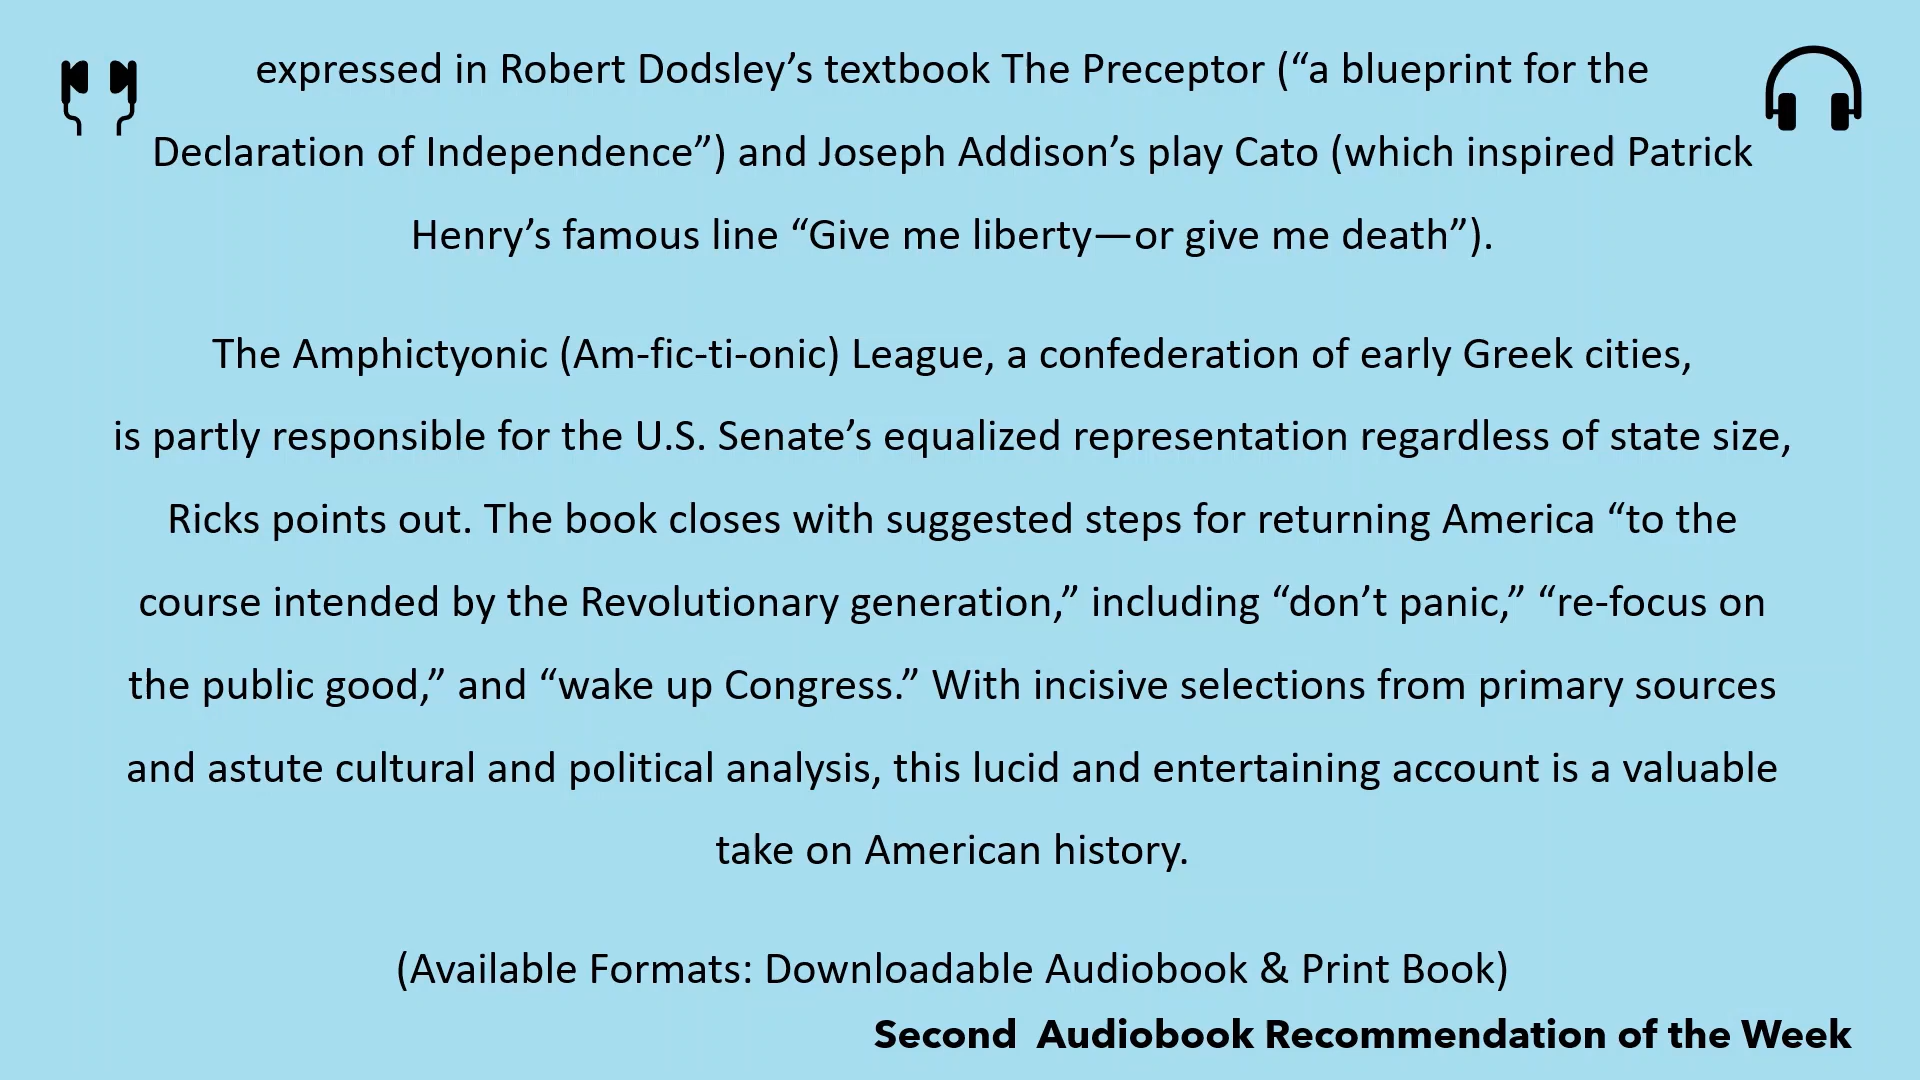 expressed in Robert Dodsley’s textbook The Preceptor (“a blueprint for the
Declaration of Independence”) and Joseph Addison’s play Cato (which inspired Patrick
Henry’s famous line “Give me liberty—or give me death”).
The Amphictyonic (Am-fic-ti-onic) League, a confederation of early Greek cities,
is partly responsible for the U.S. Senate’s equalized representation regardless of state size,
Ricks points out. The book closes with suggested steps for returning America “to the
course intended by the Revolutionary generation,” including “don’t panic,” “re-focus on
the public good,” and “wake up Congress.” With incisive selections from primary sources
and astute cultural and political analysis, this lucid and entertaining account is a valuable
take on American history.
(Available Formats: Downloadable Audiobook & Print Book)
Second  Audiobook Recommendation of the Week